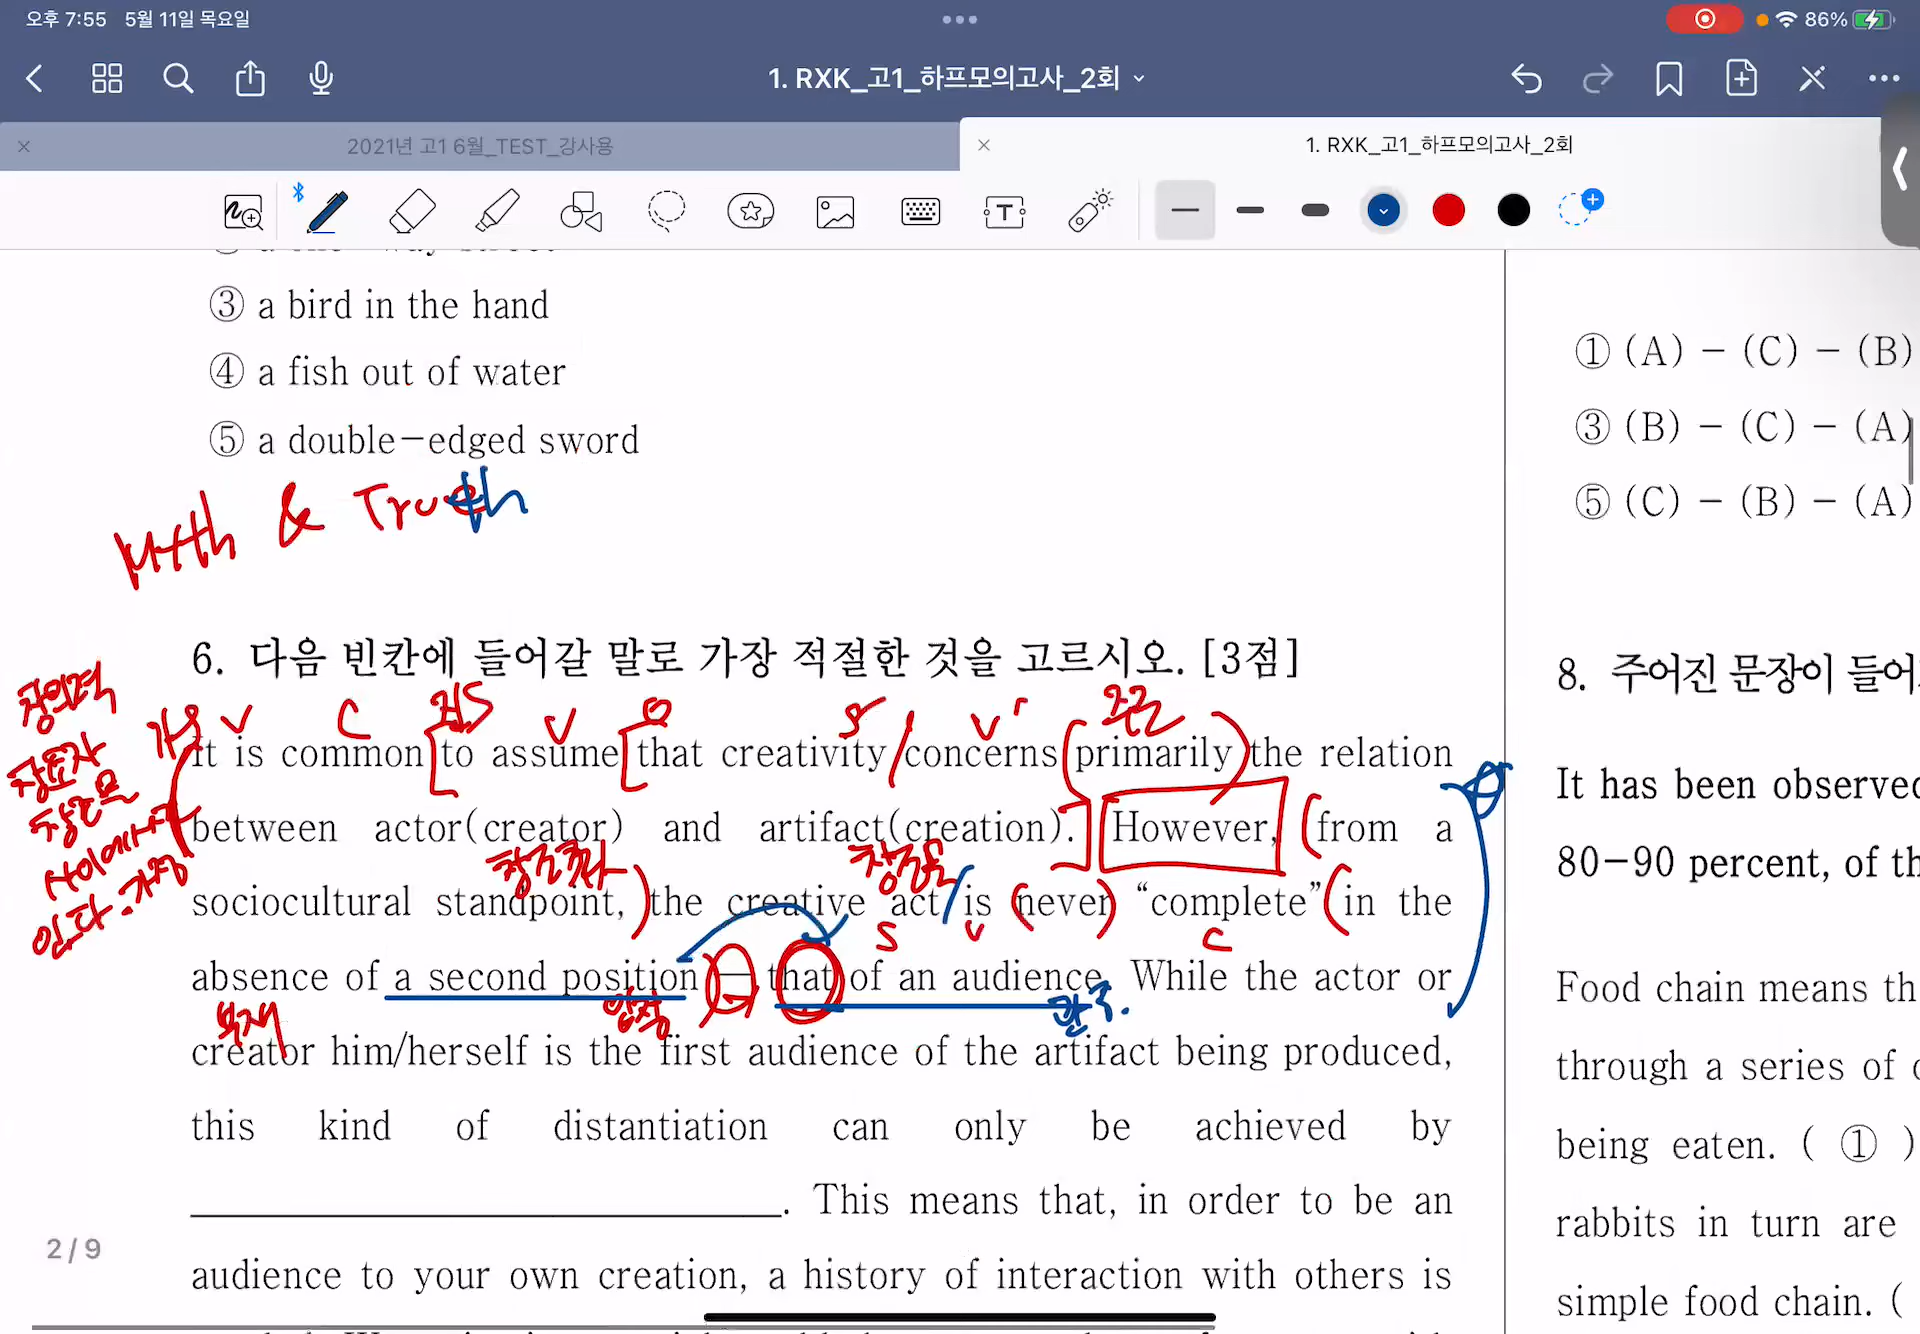 오후 7:55 5월 11일 목요일
86%
1. RXK_고1_하프모의고사_2회
2021년 고1 6월_TEST_강사용
1. RXK_고1_하프모의고사_2회
③ a bird in the hand
④ a fish out of water
⑤ a double-edged sword
Myth & Truth
6. 다음 빈칸에 들어갈 말로 가장 적절한 것을 고르시오. [3점]
V C V O S V'
It is common to assume that creativity / concerns primarily the relation
between actor(creator) and artifact(creation). However, from a
창조물
sociocultural standpoint, the creative act / is never “complete” in the
S V C
absence of a second position — that of an audience. While the actor or
부재 입장
creator him/herself is the first audience of the artifact being produced,
this kind of distantiation can only be achieved by
. This means that, in order to be an
audience to your own creation, a history of interaction with others is
2 / 9
① (A) - (C) - (B)
③ (B) - (C) - (A)
⑤ (C) - (B) - (A)
8. 주어진 문장이 들어
It has been observed
80-90 percent, of th
Food chain means th
through a series of
being eaten. ( ① )
rabbits in turn are
simple food chain. (